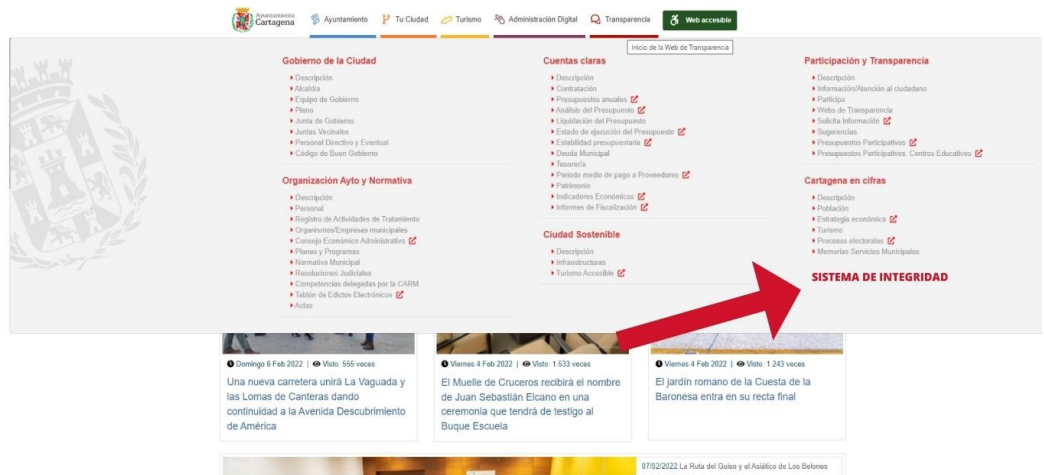 Ayuntamiento
Cartagena
Ayuntamiento
Tu Ciudad
Turismo
Administración Digital
Transparencia
Web accesible
Inicio de la Web de Transparencia
Gobierno de la Ciudad
Descripción
Alcaldía
Equipo de Gobierno
Pleno
Junta de Gobierno
Juntas Vecinales
Personal Directivo y Eventual
Código de Buen Gobierno
Organización Ayto y Normativa
Descripción
Personal
Registro de Actividades de Tratamiento
Organismos/Empresas municipales
Consejo Económico Administrativo
Planes y Programas
Normativa Municipal
Resoluciones Judiciales
Competencias delegadas por la CARM
Tablón de Edictos Electrónicos
Actas
Cuentas claras
Descripción
Contratación
Presupuestos anuales
Análisis del Presupuesto
Liquidación del Presupuesto
Estado de ejecución del Presupuesto
Estabilidad presupuestaria
Deuda Municipal
Tesorería
Periodo medio de pago a Proveedores
Patrimonio
Indicadores Económicos
Informes de Fiscalización
Ciudad Sostenible
Descripción
Infraestructuras
Turismo Accesible
Participación y Transparencia
Descripción
Información/Atención al ciudadano
Participa
Webs de Transparencia
Solicita Información
Sugerencias
Presupuestos Participativos
Presupuestos Participativos. Centros Educativos
Cartagena en cifras
Descripción
Población
Estrategia económica
Turismo
Procesos electorales
Memorias Servicios Municipales
SISTEMA DE INTEGRIDAD
Domingo 6 Feb 2022 | Visto: 555 veces
Una nueva carretera unirá La Vaguada y
las Lomas de Canteras dando
continuidad a la Avenida Descubrimiento
de América
Viernes 4 Feb 2022 | Visto: 1.533 veces
El Muelle de Cruceros recibirá el nombre
de Juan Sebastián Elcano en una
ceremonia que tendrá de testigo al
Buque Escuela
Viernes 4 Feb 2022 | Visto: 1.243 veces
El jardín romano de la Cuesta de la
Baronesa entra en su recta final
07/02/2022 La Ruta del Guiso y el Asiático de Los Belones